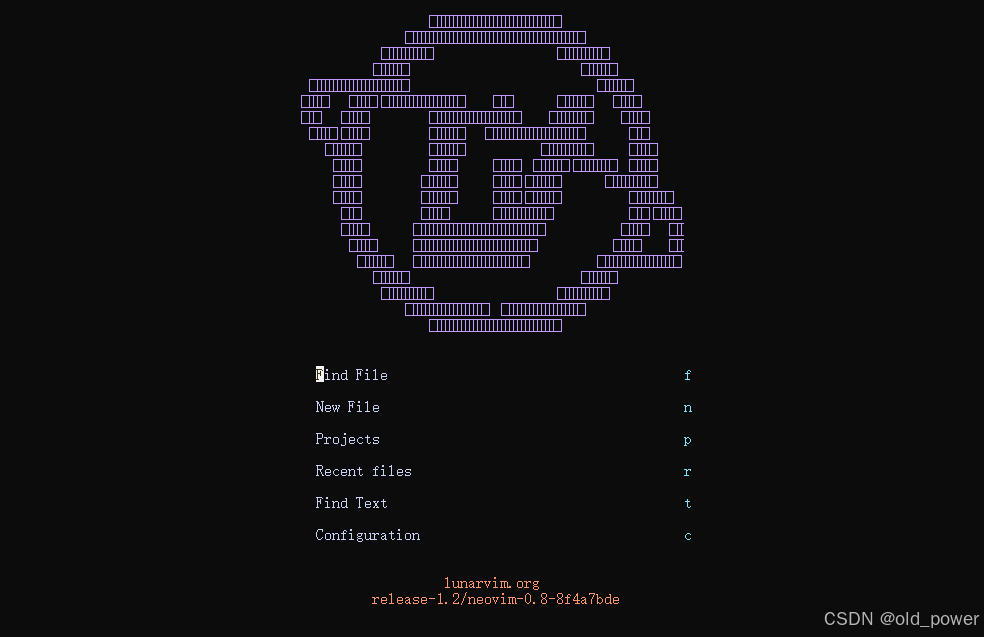 Find File f
New File n
Projects p
Recent files r
Find Text t
Configuration c
lunarvim.org
release-1.2/neovim-0.8-8f4a7bde
CSDN @old_power